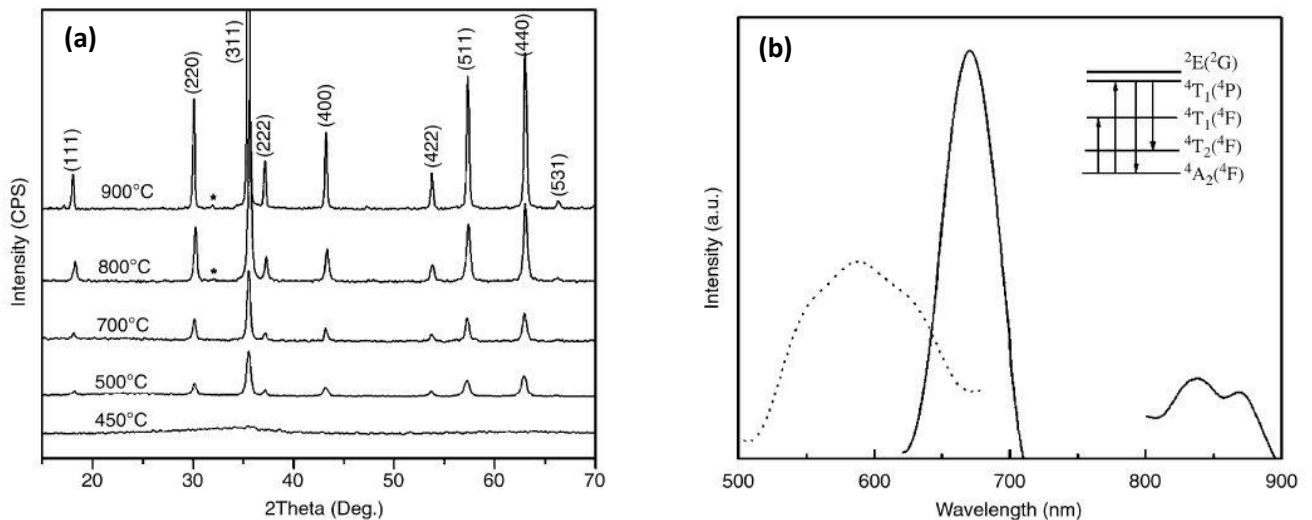 (a)
(111)
(220)
(311)
(222)
(400)
(422)
(511)
(440)
(531)
*
900°C
*
800°C
700°C
500°C
450°C
Intensity (CPS)
20 30 40 50 60 70
2Theta (Deg.)
(b)
²E(²G)
⁴T₁(⁴P)
⁴T₁(⁴F)
⁴T₂(⁴F)
⁴A₂(⁴F)
Intensity (a.u.)
500 600 700 800 900
Wavelength (nm)